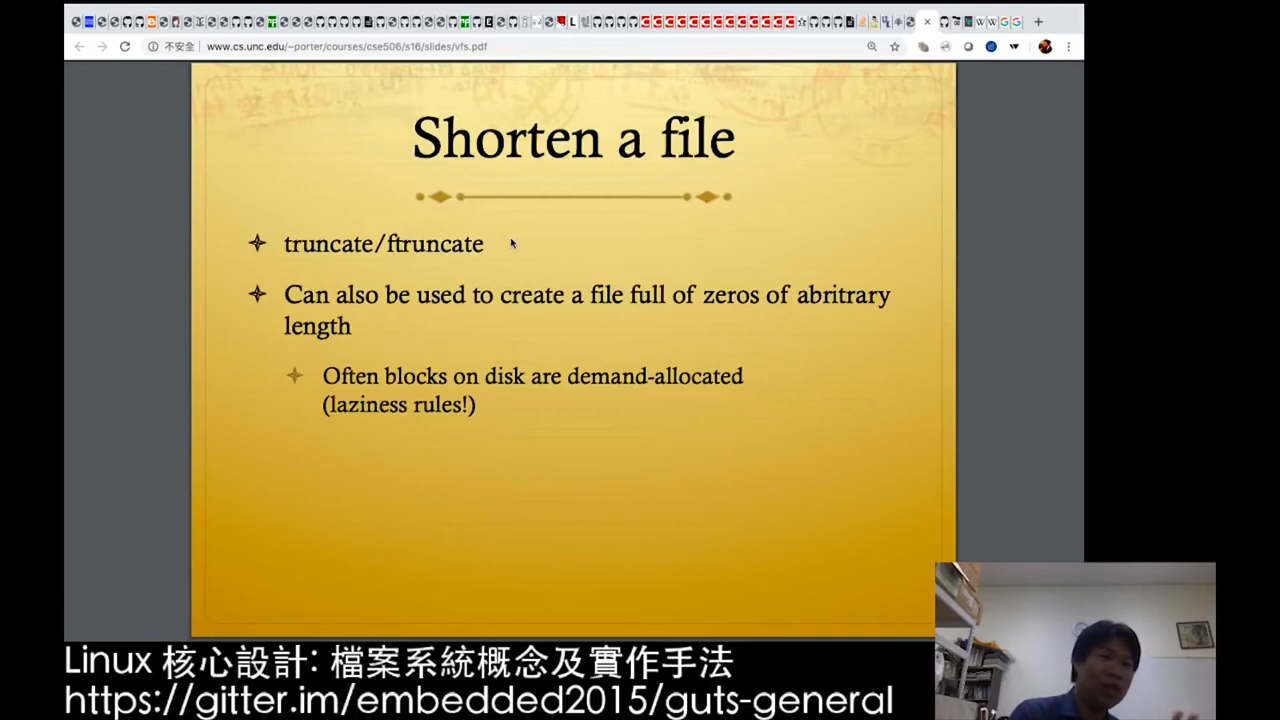 不安全 www.cs.unc.edu/~porter/courses/cse506/s16/slides/vfs.pdf
Shorten a file
truncate/ftruncate
Can also be used to create a file full of zeros of abritrary
length
Often blocks on disk are demand-allocated
(laziness rules!)
Linux 核心設計: 檔案系統概念及實作手法
https://gitter.im/embedded2015/guts-general